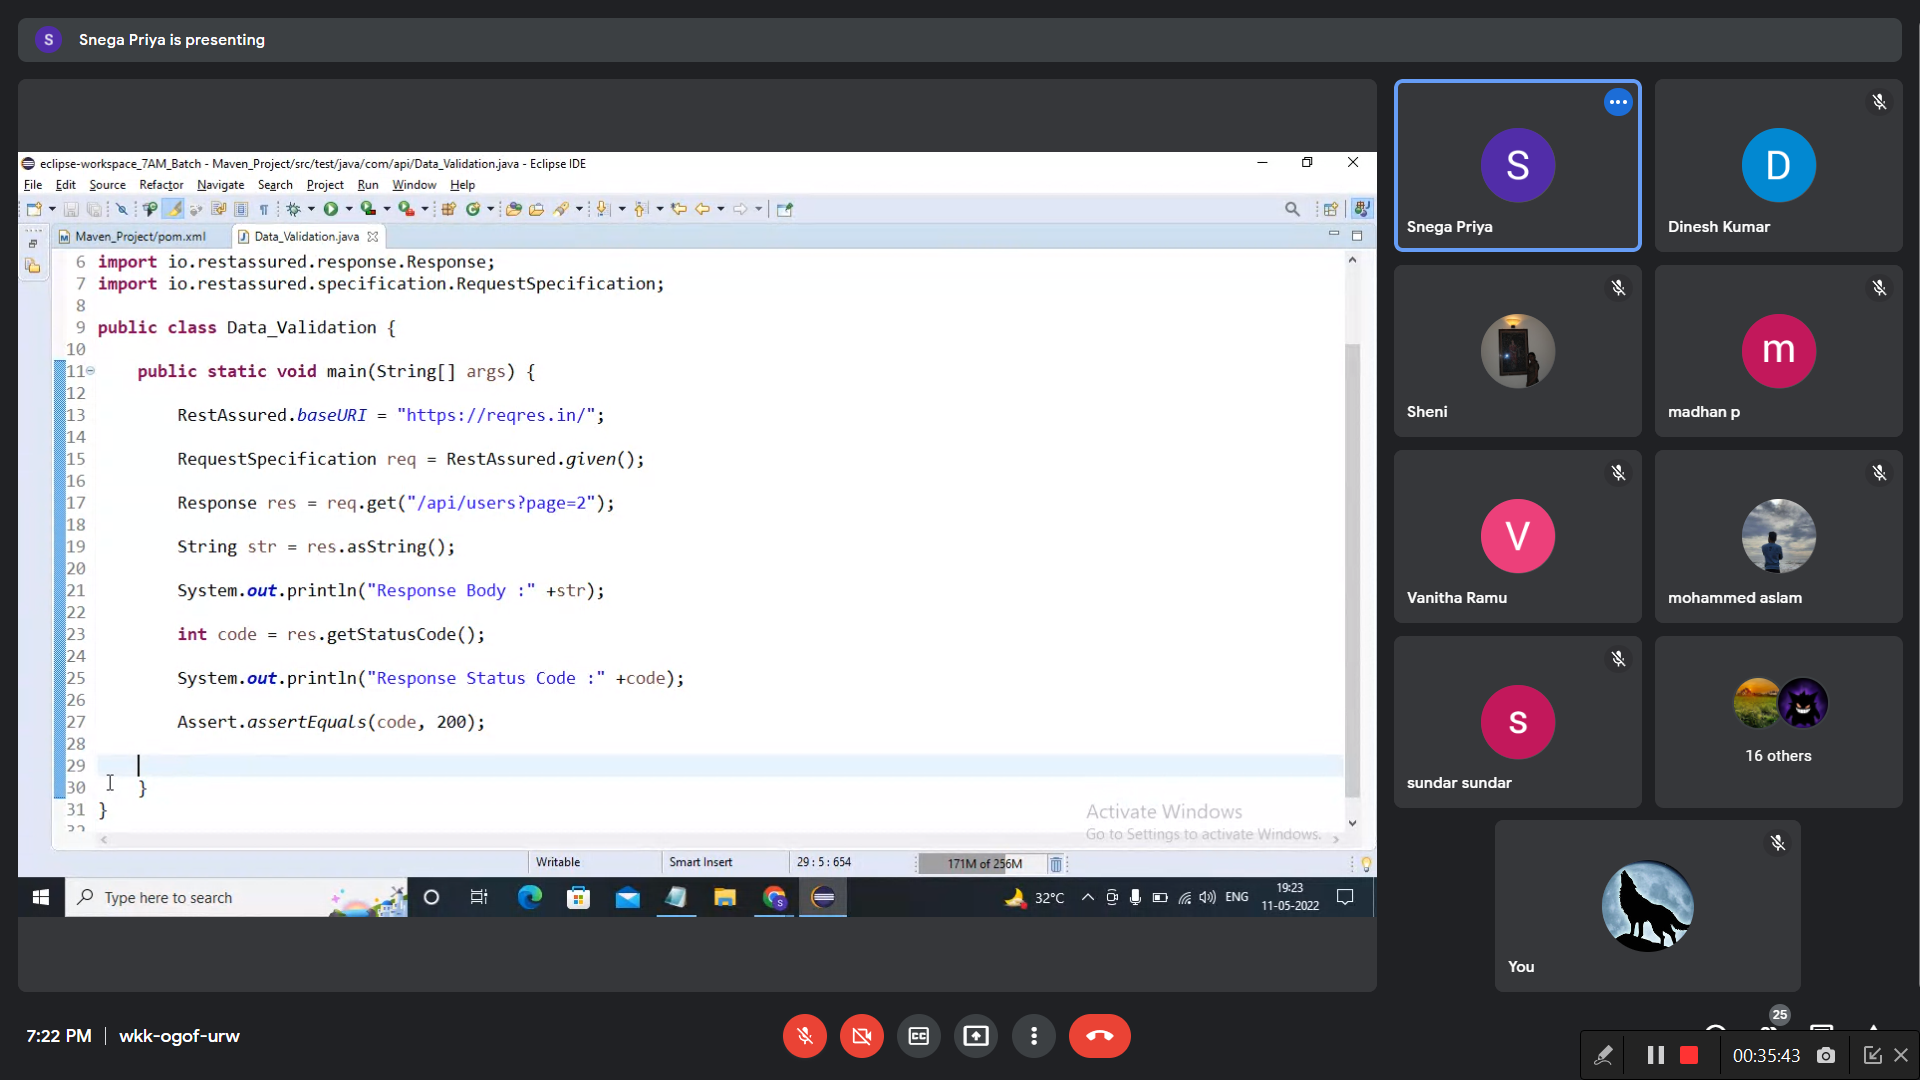 S Snega Priya is presenting
eclipse-workspace_7AM_Batch - Maven_Project/src/test/java/com/api/Data_Validation.java - Eclipse IDE
File Edit Source Refactor Navigate Search Project Run Window Help
Maven_Project/pom.xml Data_Validation.java
6 import io.restassured.response.Response;
7 import io.restassured.specification.RequestSpecification;
8
9 public class Data_Validation {
10
11 public static void main(String[] args) {
12
13 RestAssured.baseURI = "https://reqres.in/";
14
15 RequestSpecification req = RestAssured.given();
16
17 Response res = req.get("/api/users?page=2");
18
19 String str = res.asString();
20
21 System.out.println("Response Body :" +str);
22
23 int code = res.getStatusCode();
24
25 System.out.println("Response Status Code :" +code);
26
27 Assert.assertEquals(code, 200);
28
29
30 }
31 }
32
Activate Windows
Go to Settings to activate Windows.
Writable Smart Insert 29 : 5 : 654 171M of 256M
Type here to search 32°C ENG 19:23
11-05-2022
S
Snega Priya
D
Dinesh Kumar
Sheni
m
madhan p
V
Vanitha Ramu
mohammed aslam
s
sundar sundar
16 others
You
7:22 PM wkk-ogof-urw
CC
25
00:35:43